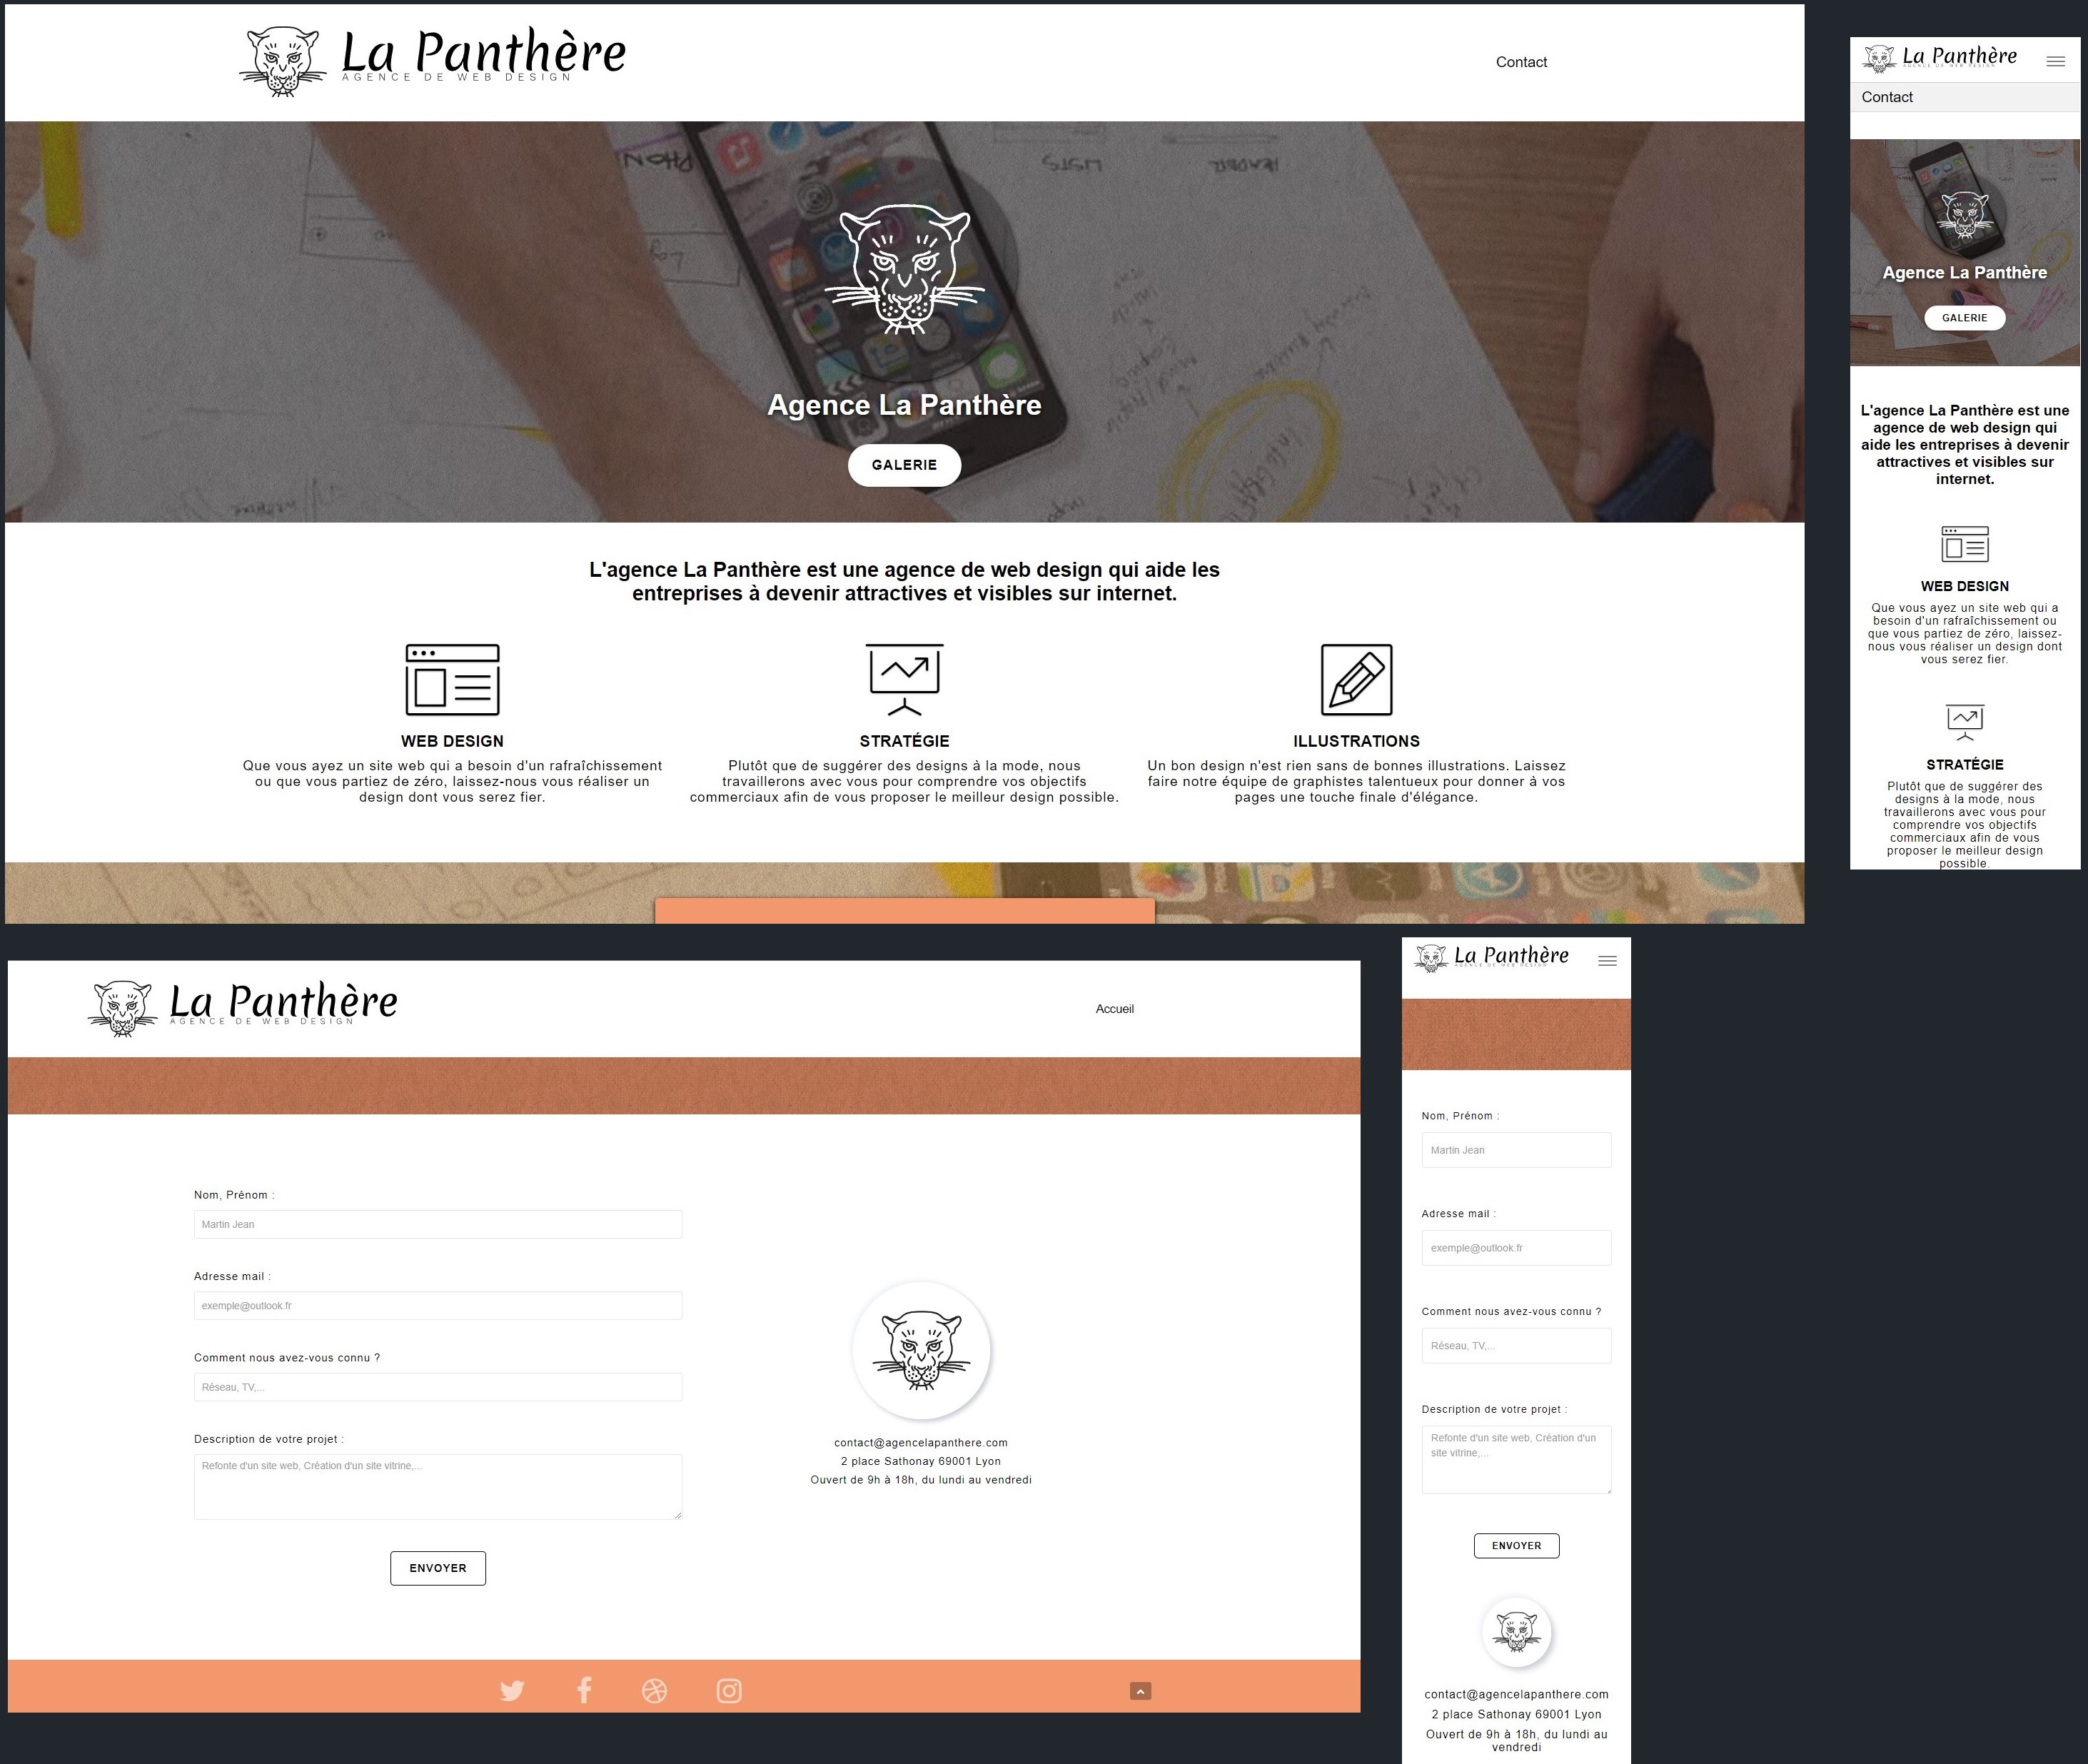 La Panthère
AGENCE DE WEB DESIGN
Contact
PHONE
LISTS
HEADER
Agence La Panthère
GALERIE
L'agence La Panthère est une agence de web design qui aide les
entreprises à devenir attractives et visibles sur internet.
WEB DESIGN
Que vous ayez un site web qui a besoin d'un rafraîchissement
ou que vous partiez de zéro, laissez-nous vous réaliser un
design dont vous serez fier.
STRATÉGIE
Plutôt que de suggérer des designs à la mode, nous
travaillerons avec vous pour comprendre vos objectifs
commerciaux afin de vous proposer le meilleur design possible.
ILLUSTRATIONS
Un bon design n'est rien sans de bonnes illustrations. Laissez
faire notre équipe de graphistes talentueux pour donner à vos
pages une touche finale d'élégance.
La Panthère
AGENCE DE WEB DESIGN
Contact
Agence La Panthère
GALERIE
L'agence La Panthère est une
agence de web design qui
aide les entreprises à devenir
attractives et visibles sur
internet.
WEB DESIGN
Que vous ayez un site web qui a
besoin d'un rafraîchissement ou
que vous partiez de zéro, laissez-
nous vous réaliser un design dont
vous serez fier.
STRATÉGIE
Plutôt que de suggérer des
designs à la mode, nous
travaillerons avec vous pour
comprendre vos objectifs
commerciaux afin de vous
proposer le meilleur design
possible.
La Panthère
AGENCE DE WEB DESIGN
Accueil
Nom, Prénom :
Martin Jean
Adresse mail :
exemple@outlook.fr
Comment nous avez-vous connu ?
Réseau, TV,...
Description de votre projet :
Refonte d'un site web, Création d'un site vitrine,...
ENVOYER
contact@agencelapanthere.com
2 place Sathonay 69001 Lyon
Ouvert de 9h à 18h, du lundi au vendredi
La Panthère
AGENCE DE WEB DESIGN
Nom, Prénom :
Martin Jean
Adresse mail :
exemple@outlook.fr
Comment nous avez-vous connu ?
Réseau, TV,...
Description de votre projet :
Refonte d'un site web, Création d'un
site vitrine,...
ENVOYER
contact@agencelapanthere.com
2 place Sathonay 69001 Lyon
Ouvert de 9h à 18h, du lundi au
vendredi